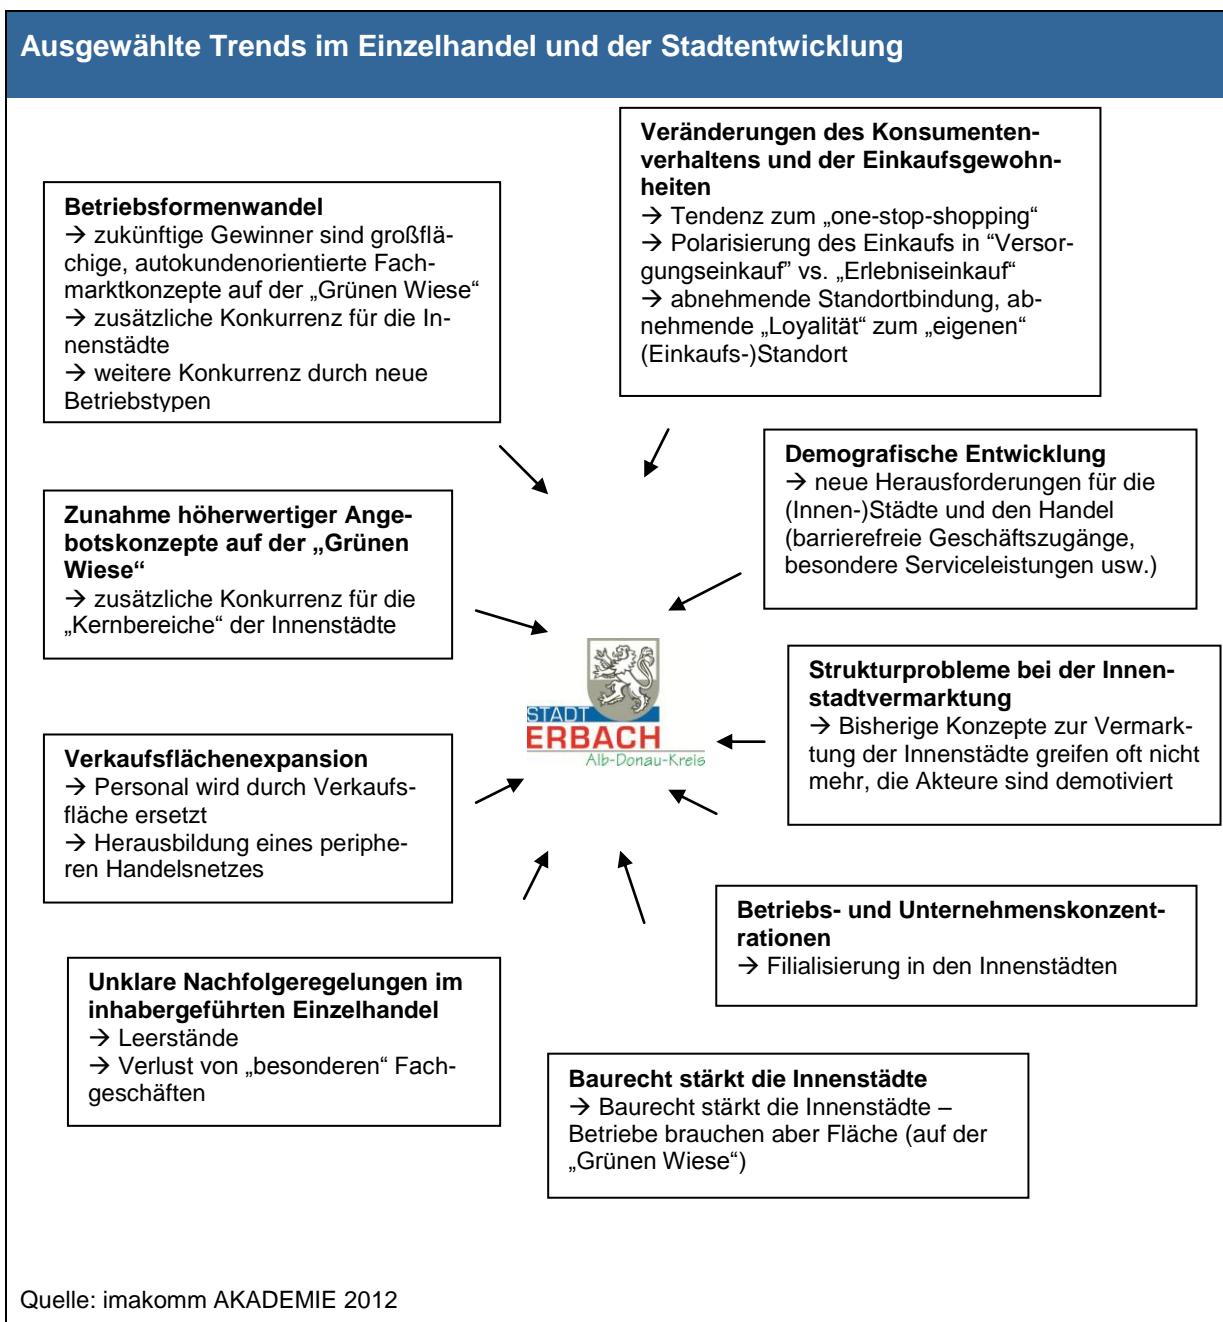 Ausgewählte Trends im Einzelhandel und der Stadtentwicklung
Veränderungen des Konsumenten-
verhaltens und der Einkaufsgewohn-
heiten
→ Tendenz zum „one-stop-shopping“
→ Polarisierung des Einkaufs in “Versor-
gungseinkauf” vs. „Erlebniseinkauf“
→ abnehmende Standortbindung, ab-
nehmende „Loyalität“ zum „eigenen“
(Einkaufs-)Standort
Betriebsformenwandel
→ zukünftige Gewinner sind großflä-
chige, autokundenorientierte Fach-
marktkonzepte auf der „Grünen Wiese“
→ zusätzliche Konkurrenz für die In-
nenstädte
→ weitere Konkurrenz durch neue
Betriebstypen
Demografische Entwicklung
→ neue Herausforderungen für die
(Innen-)Städte und den Handel
(barrierefreie Geschäftszugänge,
besondere Serviceleistungen usw.)
Zunahme höherwertiger Ange-
botskonzepte auf der „Grünen
Wiese“
→ zusätzliche Konkurrenz für die
„Kernbereiche“ der Innenstädte
STADT
ERBACH
Alb-Donau-Kreis
Strukturprobleme bei der Innen-
stadtvermarktung
→ Bisherige Konzepte zur Vermark-
tung der Innenstädte greifen oft nicht
mehr, die Akteure sind demotiviert
Verkaufsflächenexpansion
→ Personal wird durch Verkaufs-
fläche ersetzt
→ Herausbildung eines periphe-
ren Handelsnetzes
Betriebs- und Unternehmenskonzent-
rationen
→ Filialisierung in den Innenstädten
Unklare Nachfolgeregelungen im
inhabergeführten Einzelhandel
→ Leerstände
→ Verlust von „besonderen“ Fach-
geschäften
Baurecht stärkt die Innenstädte
→ Baurecht stärkt die Innenstädte –
Betriebe brauchen aber Fläche (auf der
„Grünen Wiese“)
Quelle: imakomm AKADEMIE 2012